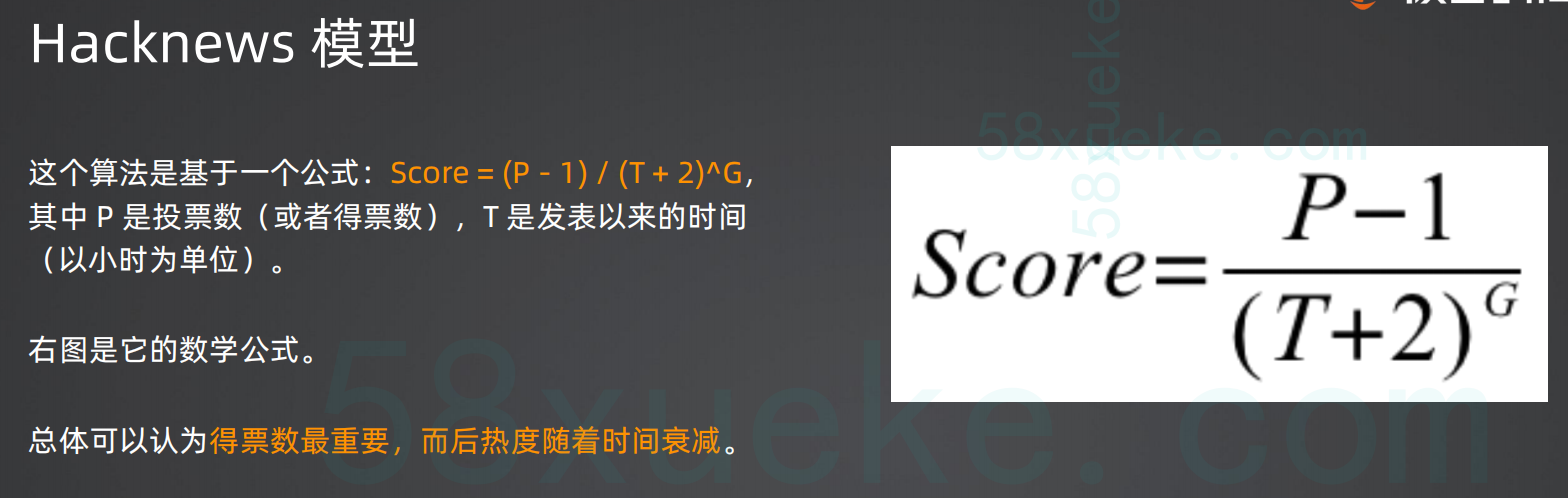 Hacknews 模型
这个算法是基于一个公式：Score = (P - 1) / (T + 2)^G，
其中 P 是投票数（或者得票数），T 是发表以来的时间
（以小时为单位）。
右图是它的数学公式。
总体可以认为得票数最重要，而后热度随着时间衰减。
Score=
P−1
(T+2)^G
58xueke.com
58xueke
58xueke.com